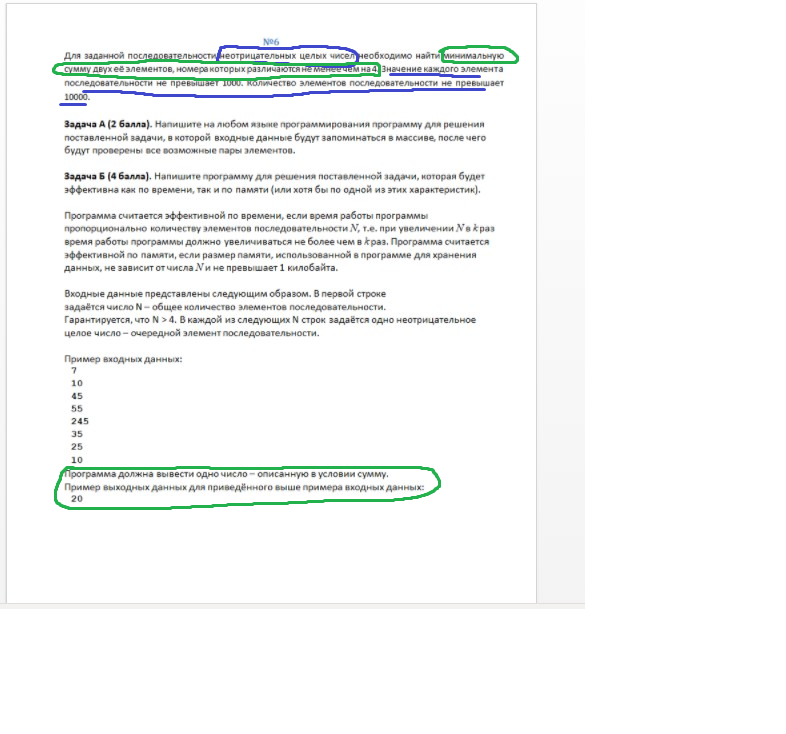 №6
Для заданной последовательности неотрицательных целых чисел необходимо найти минимальную
сумму двух её элементов, номера которых различаются не менее чем на 4. Значение каждого элемента
последовательности не превышает 1000. Количество элементов последовательности не превышает
10000.
Задача А (2 балла). Напишите на любом языке программирования программу для решения
поставленной задачи, в которой входные данные будут запоминаться в массиве, после чего
будут проверены все возможные пары элементов.
Задача Б (4 балла). Напишите программу для решения поставленной задачи, которая будет
эффективна как по времени, так и по памяти (или хотя бы по одной из этих характеристик).
Программа считается эффективной по времени, если время работы программы
пропорционально количеству элементов последовательности N, т.е. при увеличении N в k раз
время работы программы должно увеличиваться не более чем в k раз. Программа считается
эффективной по памяти, если размер памяти, использованной в программе для хранения
данных, не зависит от числа N и не превышает 1 килобайта.
Входные данные представлены следующим образом. В первой строке
задаётся число N – общее количество элементов последовательности.
Гарантируется, что N > 4. В каждой из следующих N строк задаётся одно неотрицательное
целое число – очередной элемент последовательности.
Пример входных данных:
7
10
45
55
245
35
25
10
Программа должна вывести одно число – описанную в условии сумму.
Пример выходных данных для приведённого выше примера входных данных:
20